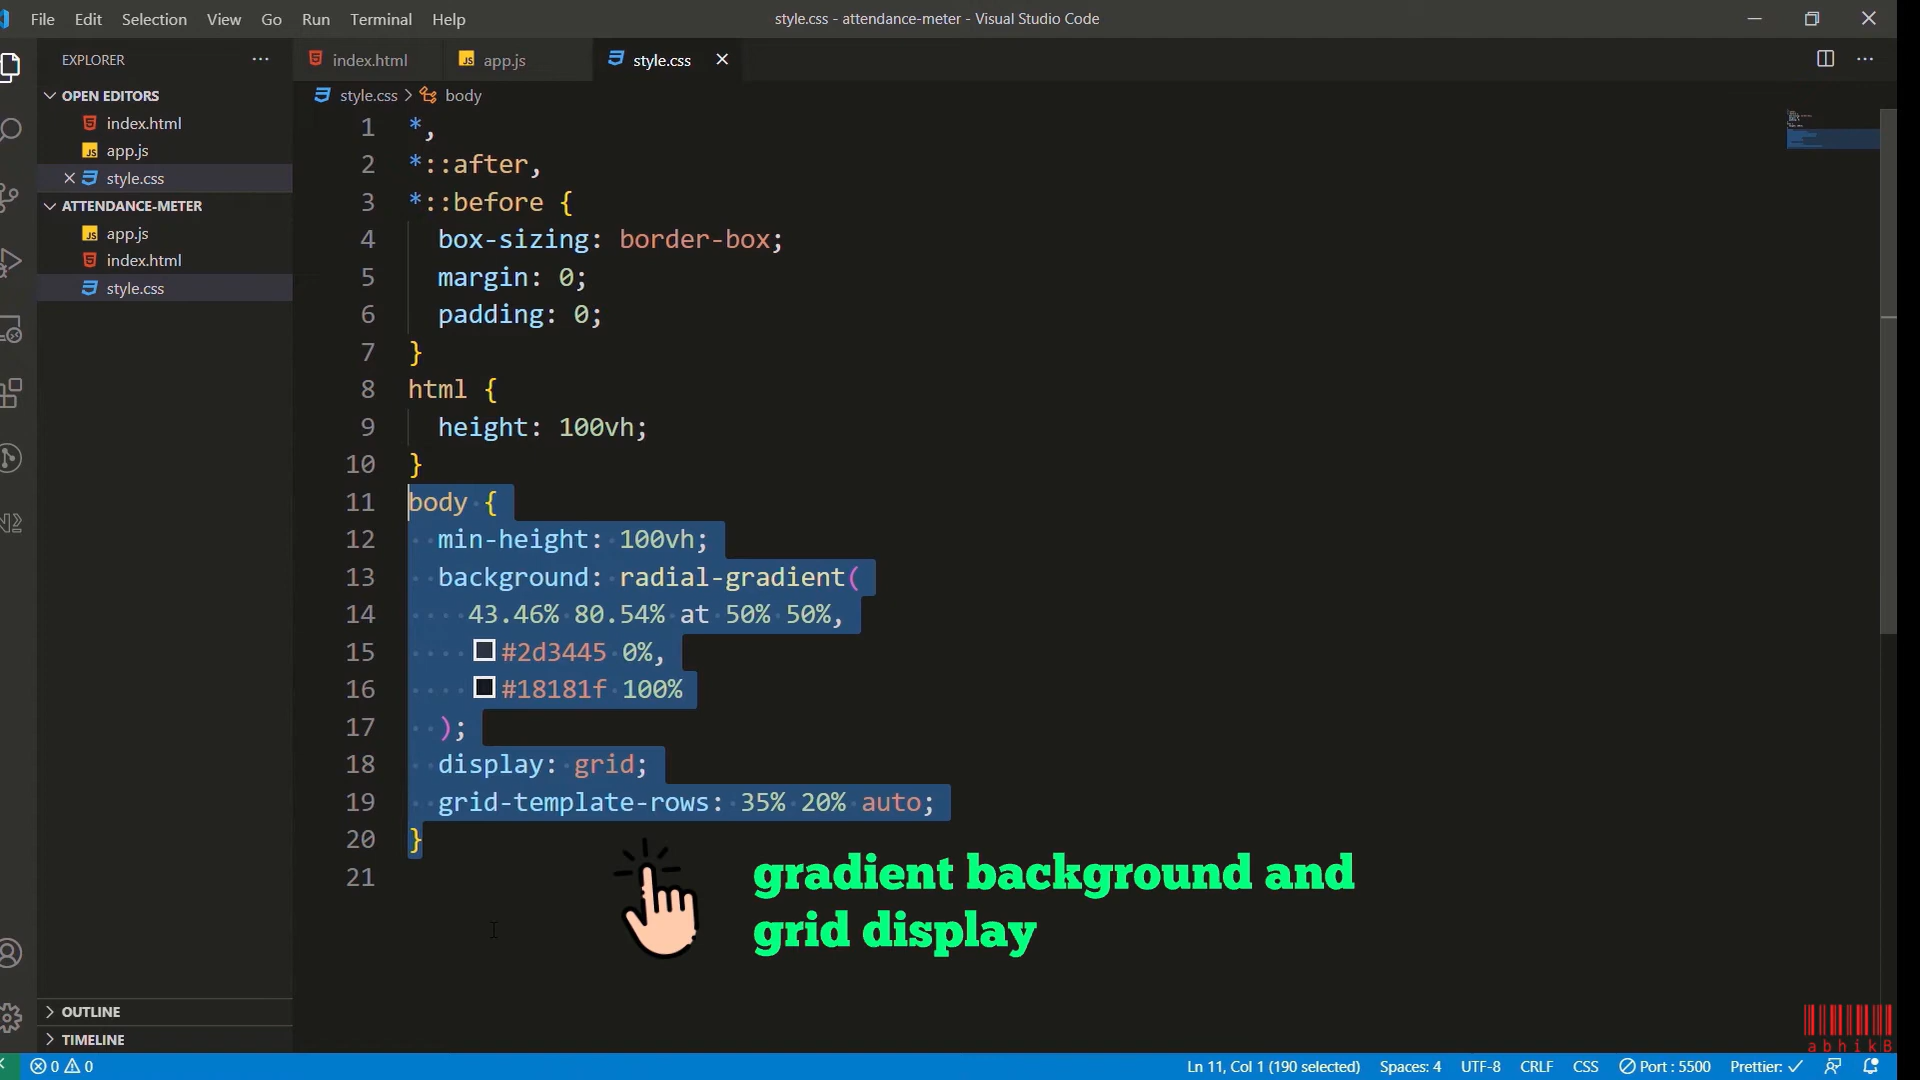 File Edit Selection View Go Run Terminal Help
style.css - attendance-meter - Visual Studio Code
EXPLORER
index.html
app.js
style.css
OPEN EDITORS
index.html
app.js
style.css
ATTENDANCE-METER
app.js
index.html
style.css
style.css > body
1 *,
2 *::after,
3 *::before {
4 box-sizing: border-box;
5 margin: 0;
6 padding: 0;
7 }
8 html {
9 height: 100vh;
10 }
11 body {
12 min-height: 100vh;
13 background: radial-gradient(
14 43.46% 80.54% at 50% 50%,
15 #2d3445 0%,
16 #18181f 100%
17 );
18 display: grid;
19 grid-template-rows: 35% 20% auto;
20 }
21
gradient background and
grid display
OUTLINE
TIMELINE
abhikB
0 0
Ln 11, Col 1 (190 selected) Spaces: 4 UTF-8 CRLF CSS Port : 5500 Prettier: ✓